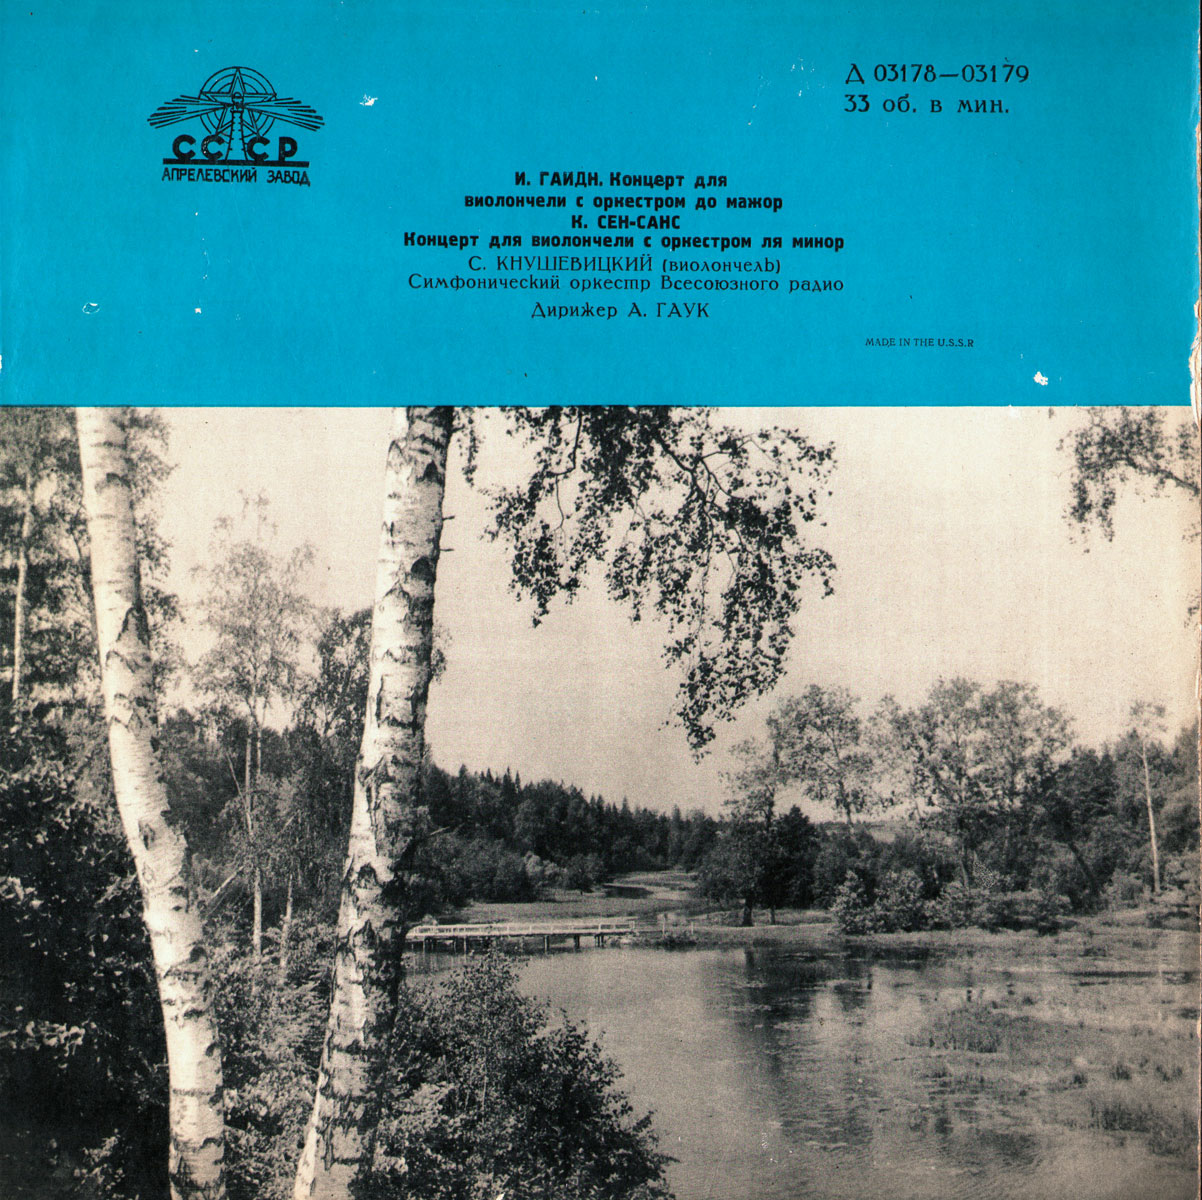 СССР
АПРЕЛЕВСКИЙ ЗАВОД
Д 03178—03179
33 об. в мин.
И. ГАЙДН. Концерт для
виолончели с оркестром до мажор
К. СЕН-САНС
Концерт для виолончели с оркестром ля минор
С. КНУШЕВИЦКИЙ (виолончель)
Симфонический оркестр Всесоюзного радио
Дирижер А. ГАУК
MADE IN THE U.S.S.R